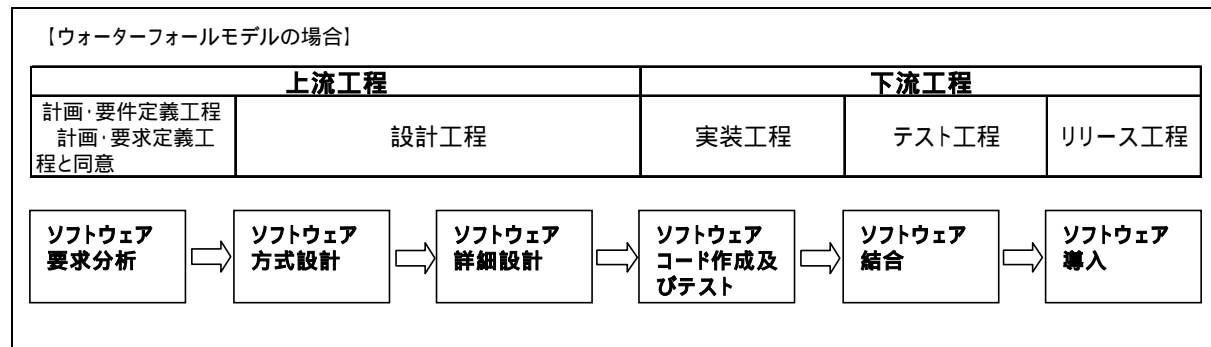 【ウォーターフォールモデルの場合】
上流工程
下流工程
計画・要件定義工程
計画・要求定義工
程と同意
設計工程
実装工程
テスト工程
リリース工程
ソフトウェア
要求分析
ソフトウェア
方式設計
ソフトウェア
詳細設計
ソフトウェア
コード作成及
びテスト
ソフトウェア
結合
ソフトウェア
導入